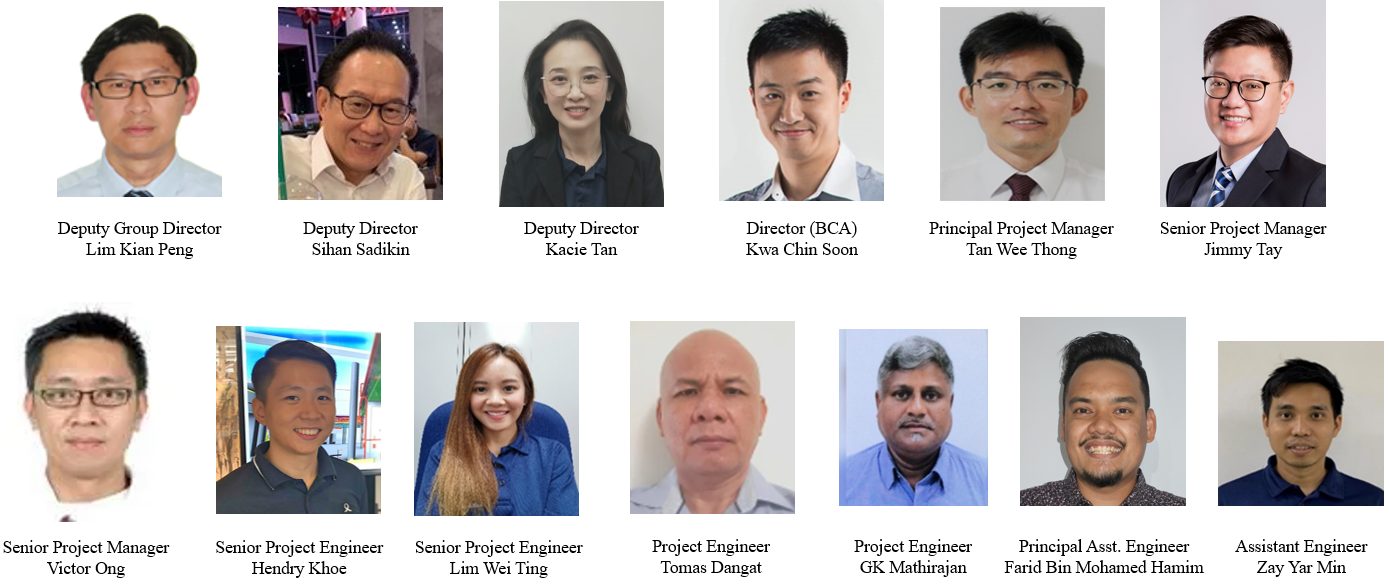 Deputy Group Director
Lim Kian Peng
Deputy Director
Sihan Sadikin
Deputy Director
Kacie Tan
Director (BCA)
Kwa Chin Soon
Principal Project Manager
Tan Wee Thong
Senior Project Manager
Jimmy Tay
Senior Project Manager
Victor Ong
Senior Project Engineer
Hendry Khoe
Senior Project Engineer
Lim Wei Ting
Project Engineer
Tomas Dangat
Project Engineer
GK Mathirajan
Principal Asst. Engineer
Farid Bin Mohamed Hamim
Assistant Engineer
Zay Yar Min